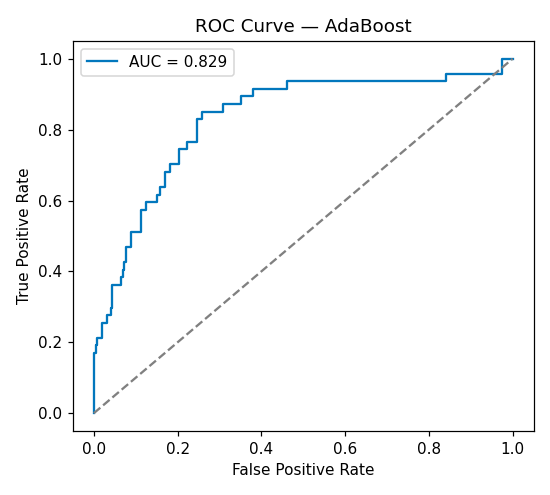 ROC Curve — AdaBoost
AUC = 0.829
True Positive Rate
1.0
0.8
0.6
0.4
0.2
0.0
0.0 0.2 0.4 0.6 0.8 1.0
False Positive Rate